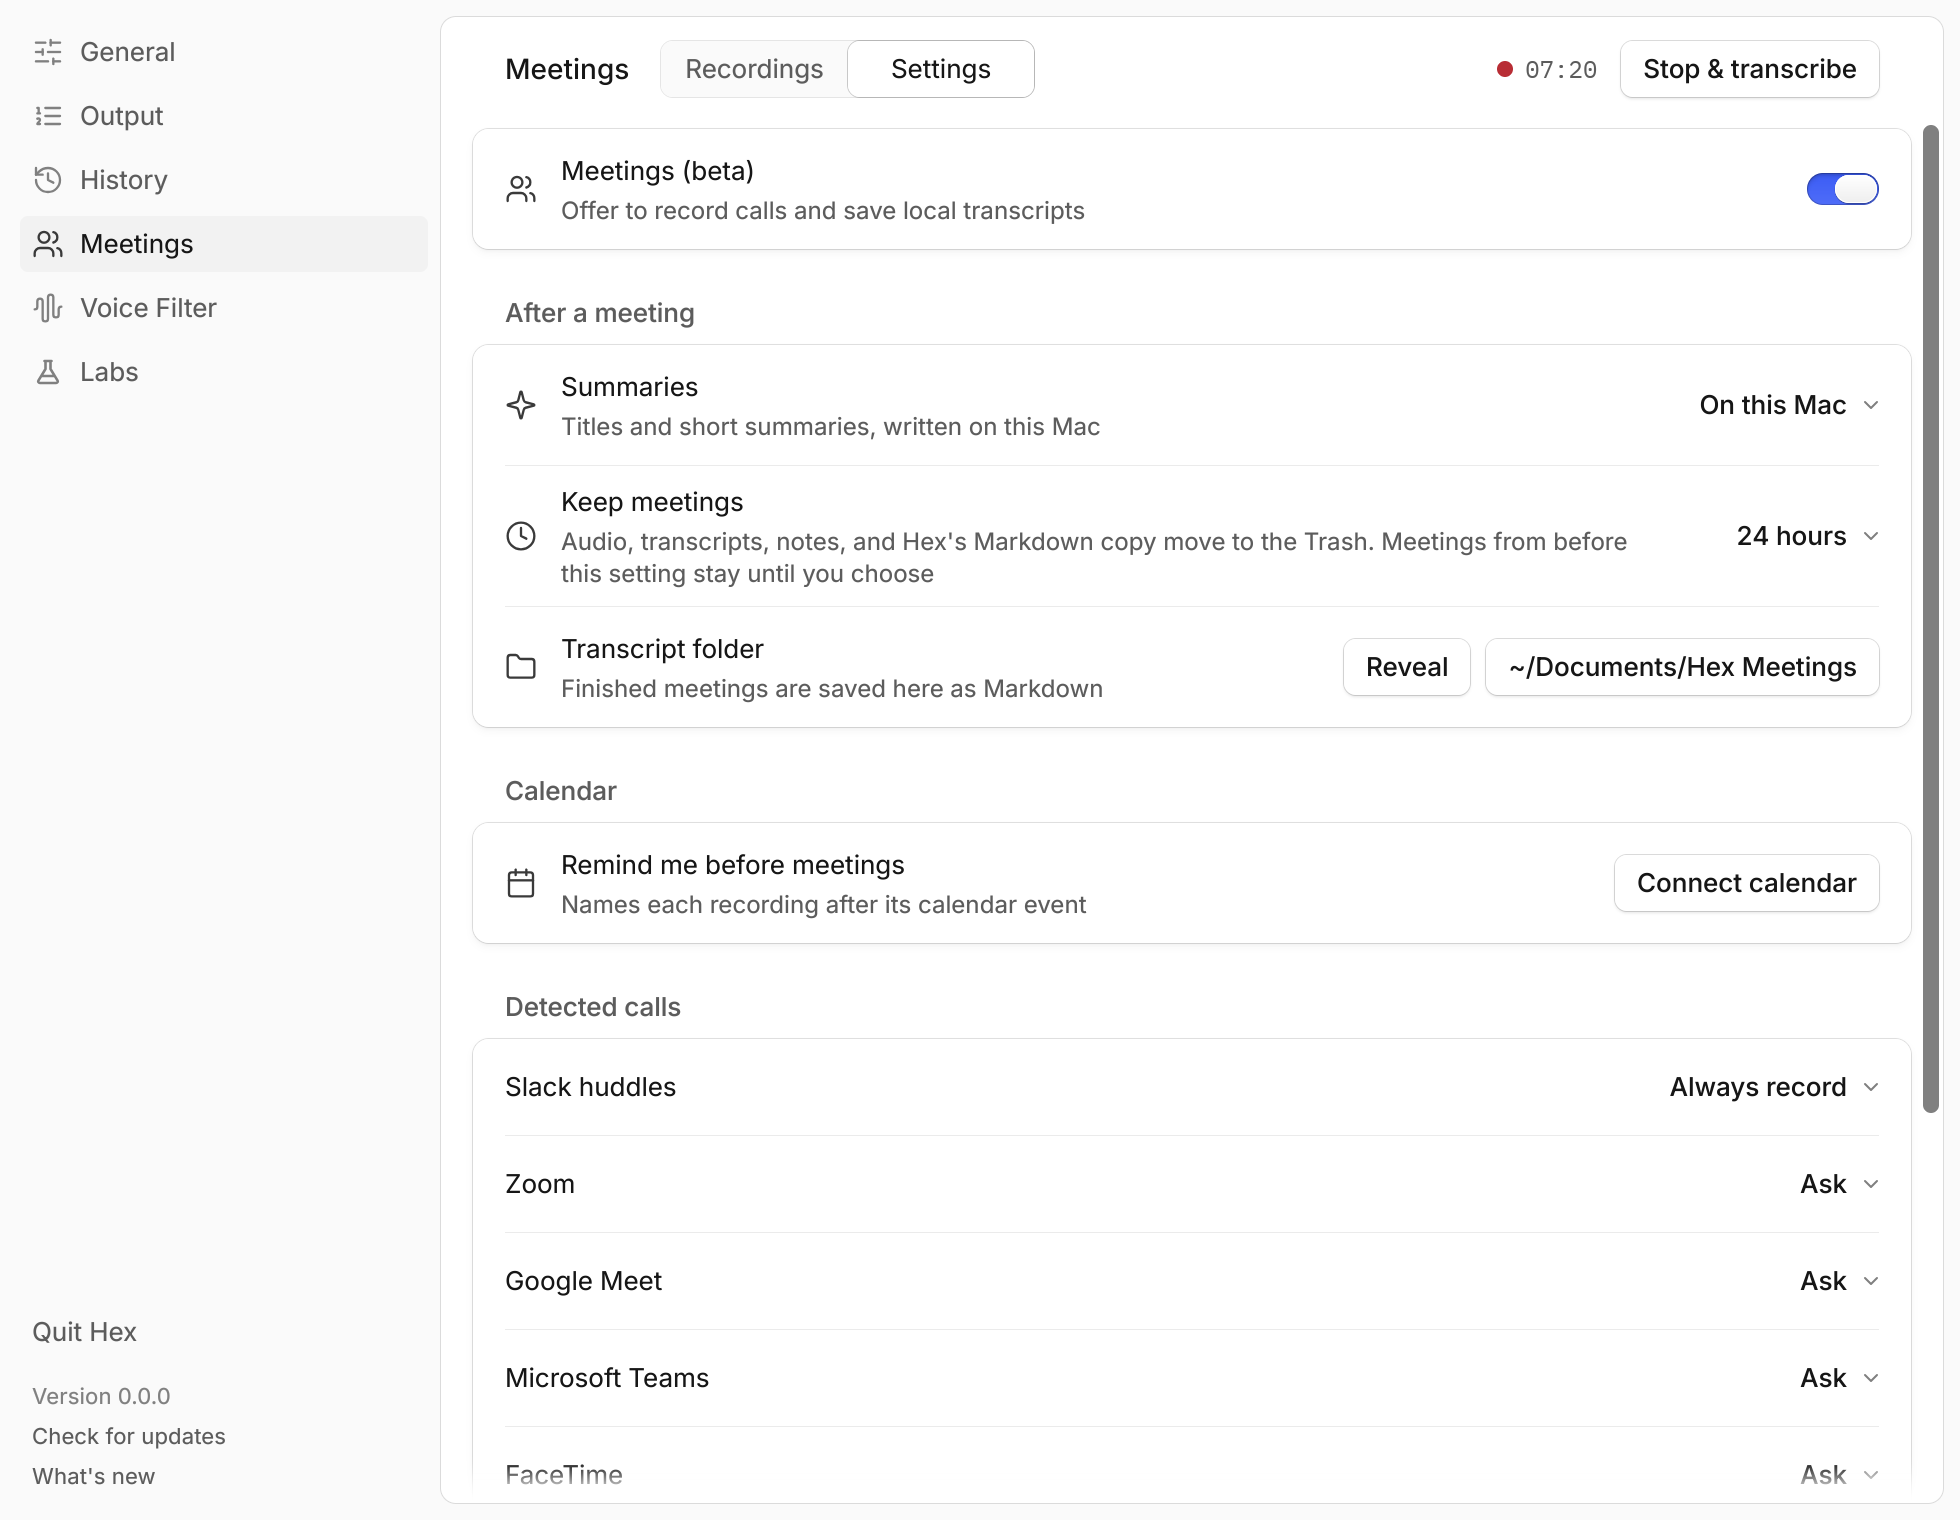 General
Output
History
Meetings
Voice Filter
Labs
Quit Hex
Version 0.0.0
Check for updates
What's new
Meetings
Recordings
Settings
07:20
Stop & transcribe
Meetings (beta)
Offer to record calls and save local transcripts
After a meeting
Summaries
Titles and short summaries, written on this Mac
On this Mac
Keep meetings
Audio, transcripts, notes, and Hex's Markdown copy move to the Trash. Meetings from before
this setting stay until you choose
24 hours
Transcript folder
Finished meetings are saved here as Markdown
Reveal
~/Documents/Hex Meetings
Calendar
Remind me before meetings
Names each recording after its calendar event
Connect calendar
Detected calls
Slack huddles
Always record
Zoom
Ask
Google Meet
Ask
Microsoft Teams
Ask
FaceTime
Ask